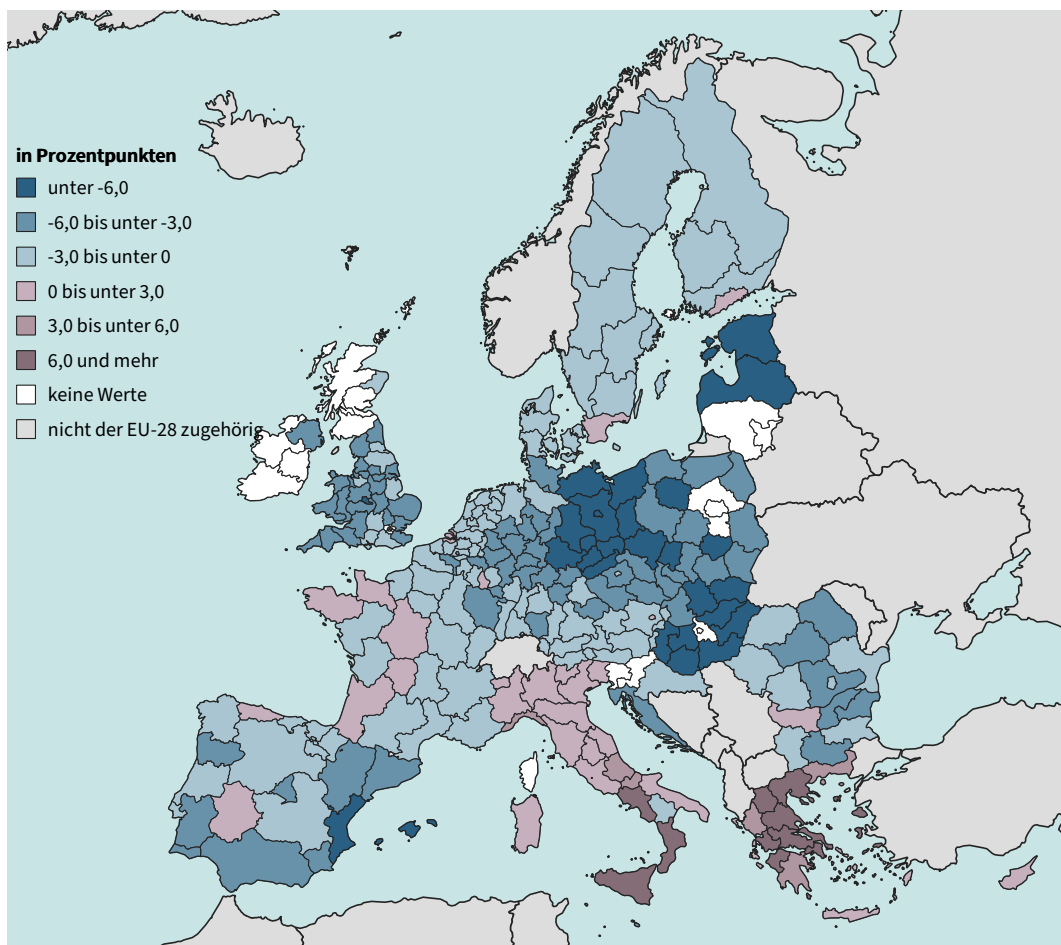 in Prozentpunkten
unter -6,0
-6,0 bis unter -3,0
-3,0 bis unter 0
0 bis unter 3,0
3,0 bis unter 6,0
6,0 und mehr
keine Werte
nicht der EU-28 zugehörig